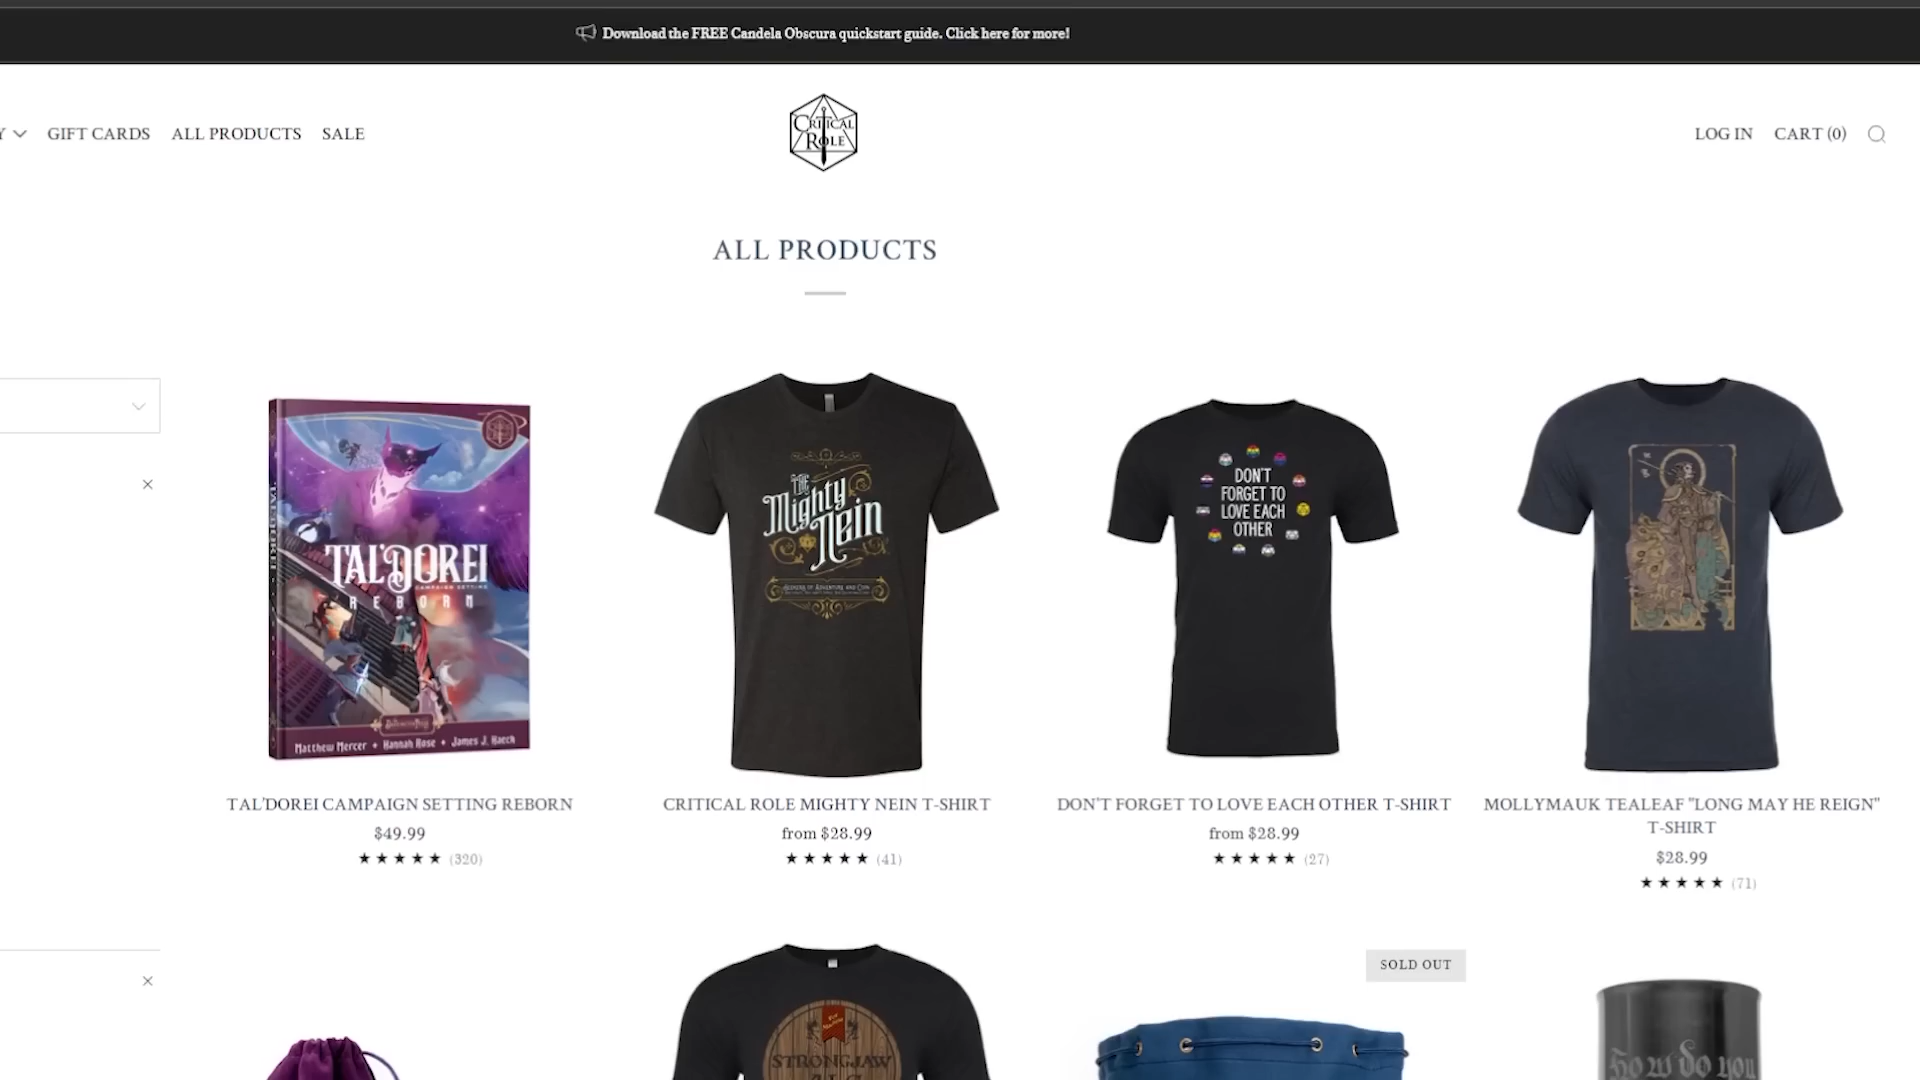 Download the FREE Candela Obscura quickstart guide. Click here for more!
GIFT CARDS
ALL PRODUCTS
SALE
CRITICAL
ROLE
LOG IN
CART (0)
ALL PRODUCTS
TAL'DOREI
CAMPAIGN SETTING
REBORN
Matthew Mercer • Hannah Rose • James J. Haeck
THE
Mighty
Nein
DON'T
FORGET TO
LOVE EACH
OTHER
TAL'DOREI CAMPAIGN SETTING REBORN
$49.99
(320)
CRITICAL ROLE MIGHTY NEIN T-SHIRT
from $28.99
(41)
DON'T FORGET TO LOVE EACH OTHER T-SHIRT
from $28.99
(27)
MOLLYMAUK TEALEAF "LONG MAY HE REIGN"
T-SHIRT
$28.99
(71)
SOLD OUT
STRONGJAW
ALE
How do you